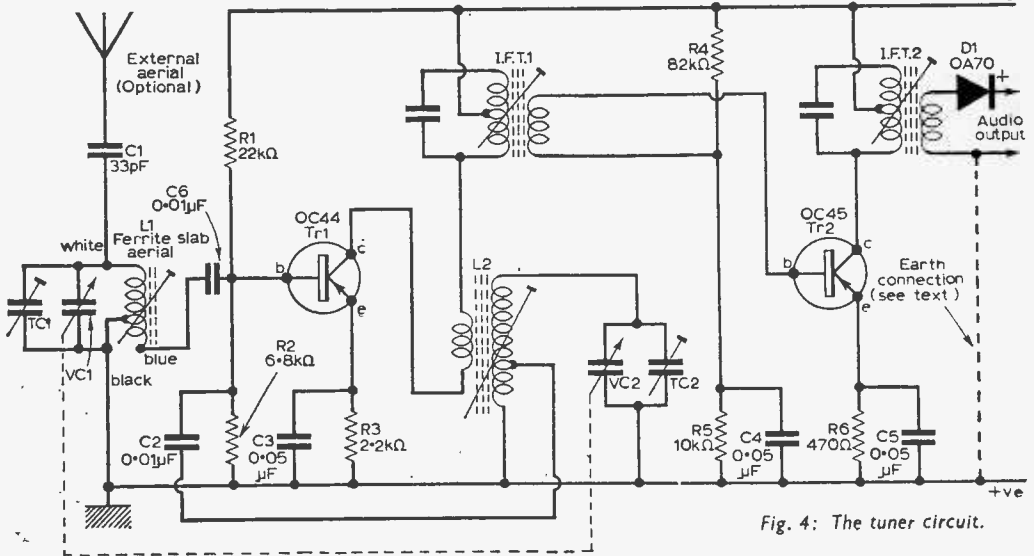 External
aerial
(Optional)
C1
33pF
C6
0·01µF
L1
Ferrite slab
aerial
white
TC1
VC1
blue
black
R1
22kΩ
R2
6·8kΩ
C2
0·01µF
C3
0·05
µF
R3
2·2kΩ
OC44
Tr1
b
c
e
I.F.T.1
L2
VC2
TC2
R4
82kΩ
R5
10kΩ
C4
0·05
µF
OC45
Tr2
b
c
e
R6
470Ω
C5
0·05
µF
I.F.T.2
D1
OA70
+
Audio
output
Earth
connection
(see text)
+ve
Fig. 4: The tuner circuit.